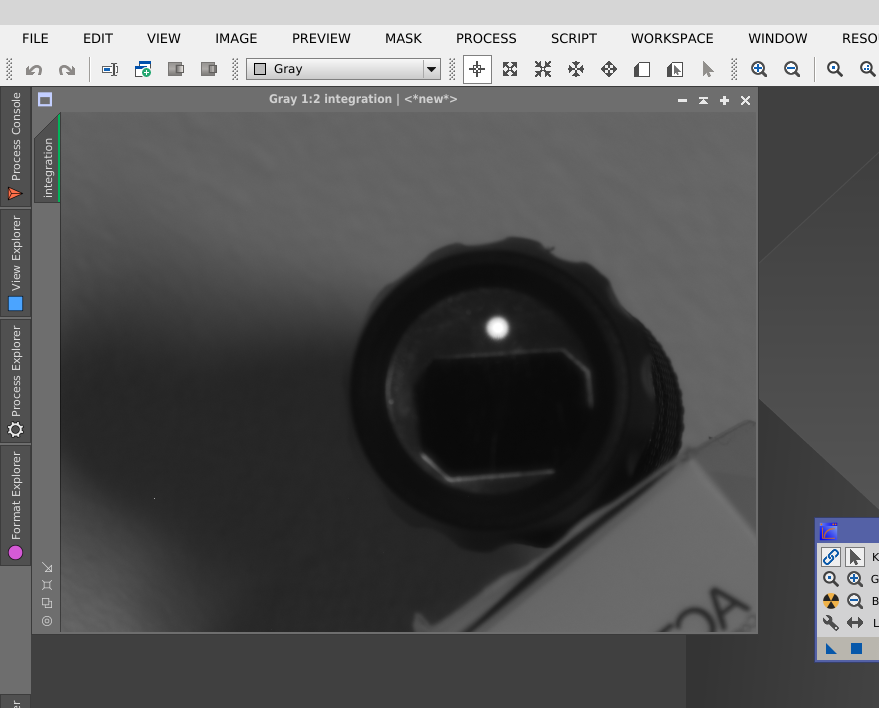 FILE EDIT VIEW IMAGE PREVIEW MASK PROCESS SCRIPT WORKSPACE WINDOW RESO
Gray
Gray 1:2 integration | <*new*>
Process Console
integration
View Explorer
Process Explorer
Format Explorer
K
G
B
L
er